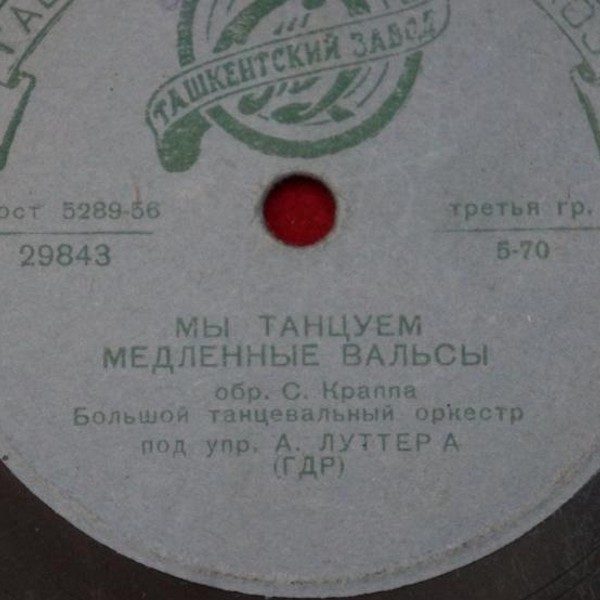 ТАШКЕНТСКИЙ ЗАВОД
ост 5289-56
третья гр.
29843
5-70
МЫ ТАНЦУЕМ
МЕДЛЕННЫЕ ВАЛЬСЫ
обр. С. Краппа
Большой танцевальный оркестр
под упр. А. ЛУТТЕРА
(ГДР)